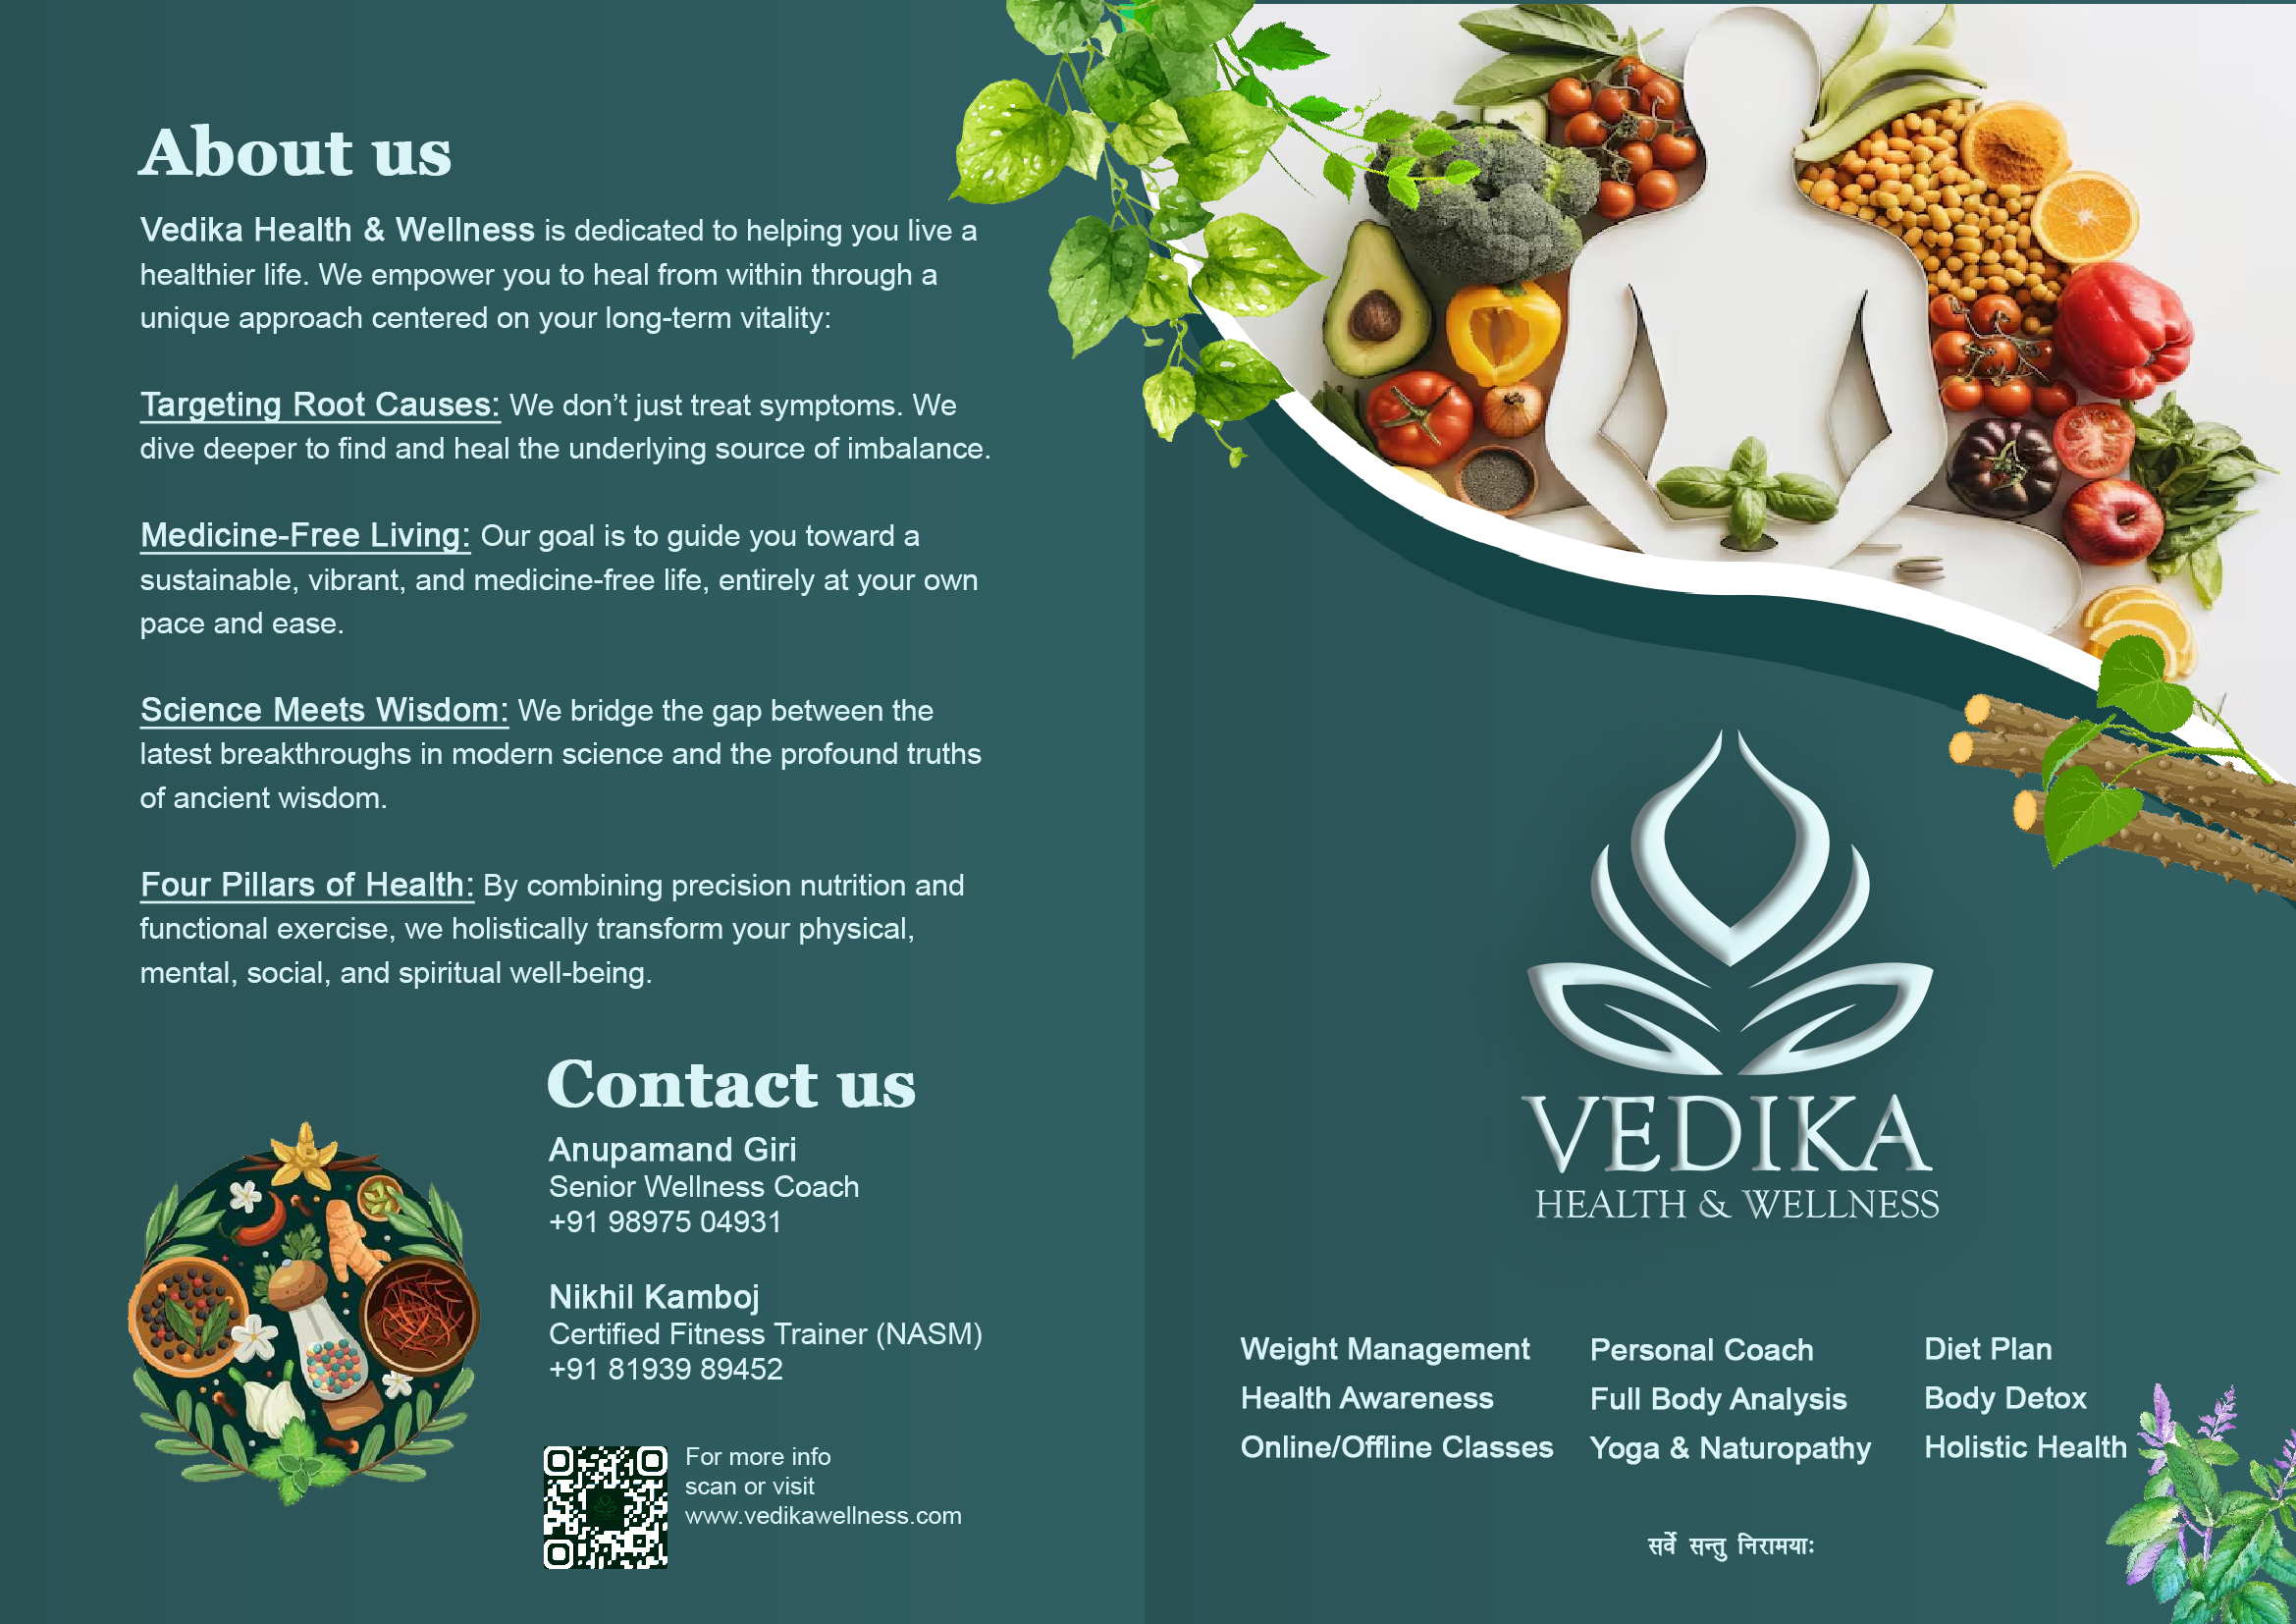 About us
Vedika Health & Wellness is dedicated to helping you live a
healthier life. We empower you to heal from within through a
unique approach centered on your long-term vitality:
Targeting Root Causes: We don’t just treat symptoms. We
dive deeper to find and heal the underlying source of imbalance.
Medicine-Free Living: Our goal is to guide you toward a
sustainable, vibrant, and medicine-free life, entirely at your own
pace and ease.
Science Meets Wisdom: We bridge the gap between the
latest breakthroughs in modern science and the profound truths
of ancient wisdom.
Four Pillars of Health: By combining precision nutrition and
functional exercise, we holistically transform your physical,
mental, social, and spiritual well-being.
Contact us
Anupamand Giri
Senior Wellness Coach
+91 98975 04931
Nikhil Kamboj
Certified Fitness Trainer (NASM)
+91 81939 89452
For more info
scan or visit
www.vedikawellness.com
VEDIKA
HEALTH & WELLNESS
Weight Management
Health Awareness
Online/Offline Classes
Personal Coach
Full Body Analysis
Yoga & Naturopathy
Diet Plan
Body Detox
Holistic Health
सर्वे सन्तु निरामयाः